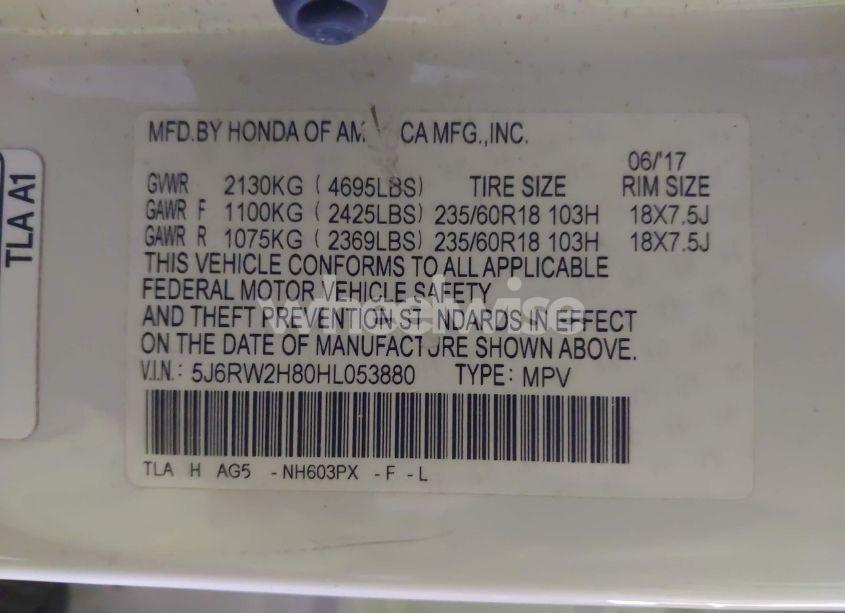 MFD.BY HONDA OF AM CA MFG.,INC.
06/'17
GVWR 2130KG ( 4695LBS) TIRE SIZE RIM SIZE
GAWR F 1100KG ( 2425LBS) 235/60R18 103H 18X7.5J
GAWR R 1075KG ( 2369LBS) 235/60R18 103H 18X7.5J
THIS VEHICLE CONFORMS TO ALL APPLICABLE
FEDERAL MOTOR VEHICLE SAFETY
AND THEFT PREVENTION ST NDARDS IN EFFECT
ON THE DATE OF MANUFACTURE SHOWN ABOVE.
V.I.N.: 5J6RW2H80HL053880 TYPE: MPV
TLA H AG5 -NH603PX -F -L
TLA A1
wheelwise